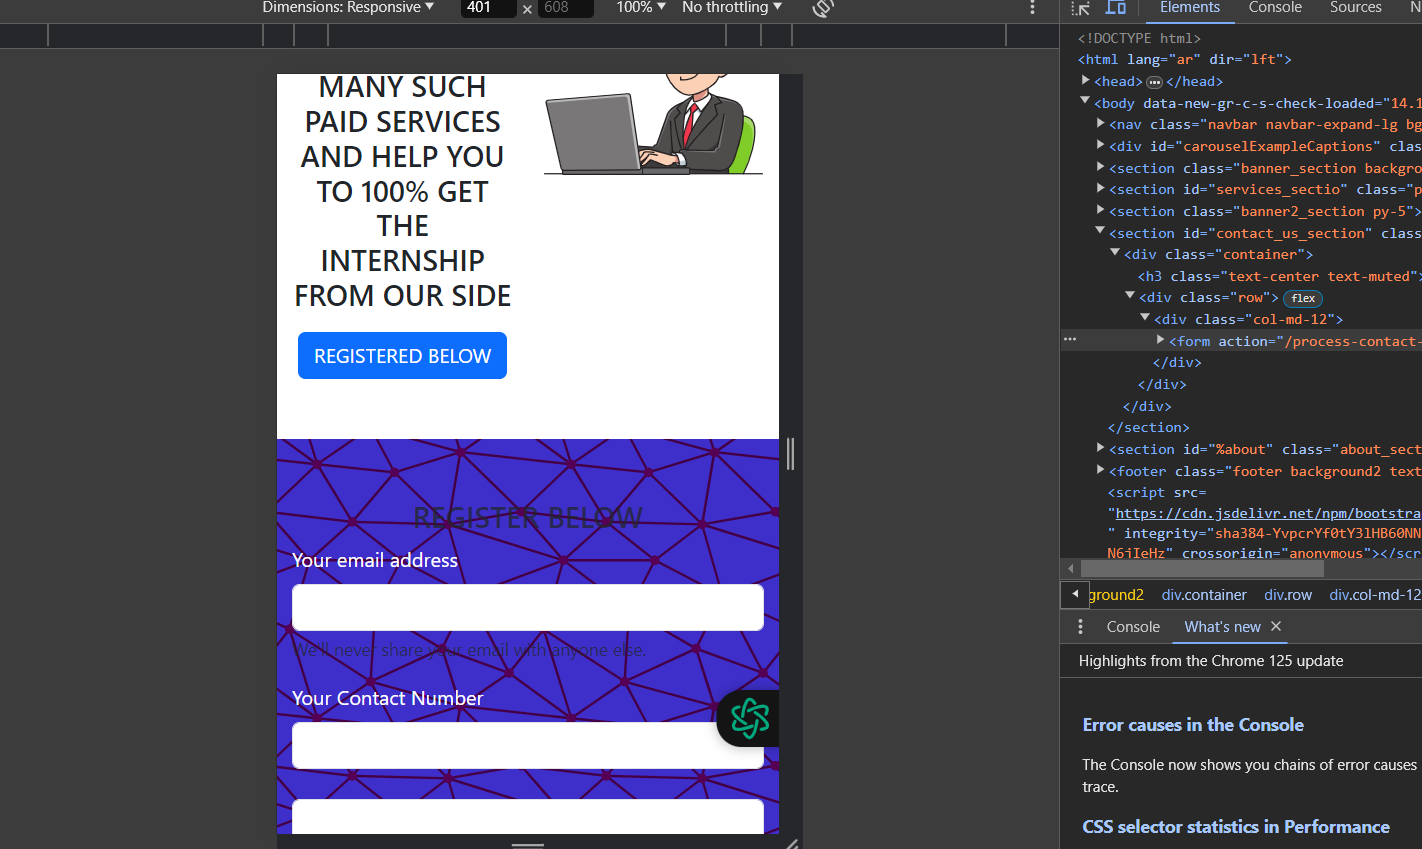 Dimensions: Responsive ▼ 401 × 608 100% ▼ No throttling ▼
MANY SUCH
PAID SERVICES
AND HELP YOU
TO 100% GET
THE
INTERNSHIP
FROM OUR SIDE
REGISTERED BELOW
REGISTER BELOW
Your email address
We'll never share your email with anyone else.
Your Contact Number
Elements Console Sources N
<!DOCTYPE html>
<html lang="ar" dir="lft">
<head> ••• </head>
<body data-new-gr-c-s-check-loaded="14.1
<nav class="navbar navbar-expand-lg bg
<div id="carouselExampleCaptions" clas
<section class="banner_section backgro
<section id="services_sectio" class="p
<section class="banner2_section py-5">
<section id="contact_us_section" class
<div class="container">
<h3 class="text-center text-muted">
<div class="row"> flex
<div class="col-md-12">
••• <form action="/process-contact-
</div>
</div>
</div>
</section>
<section id="%about" class="about_sect
<footer class="footer background2 text
<script src=
"https://cdn.jsdelivr.net/npm/bootstra
" integrity="sha384-YvpcrYf0tY3lHB60NN
N6jIeHz" crossorigin="anonymous"></scr
ground2 div.container div.row div.col-md-12
Console What's new ×
Highlights from the Chrome 125 update
Error causes in the Console
The Console now shows you chains of error causes
trace.
CSS selector statistics in Performance